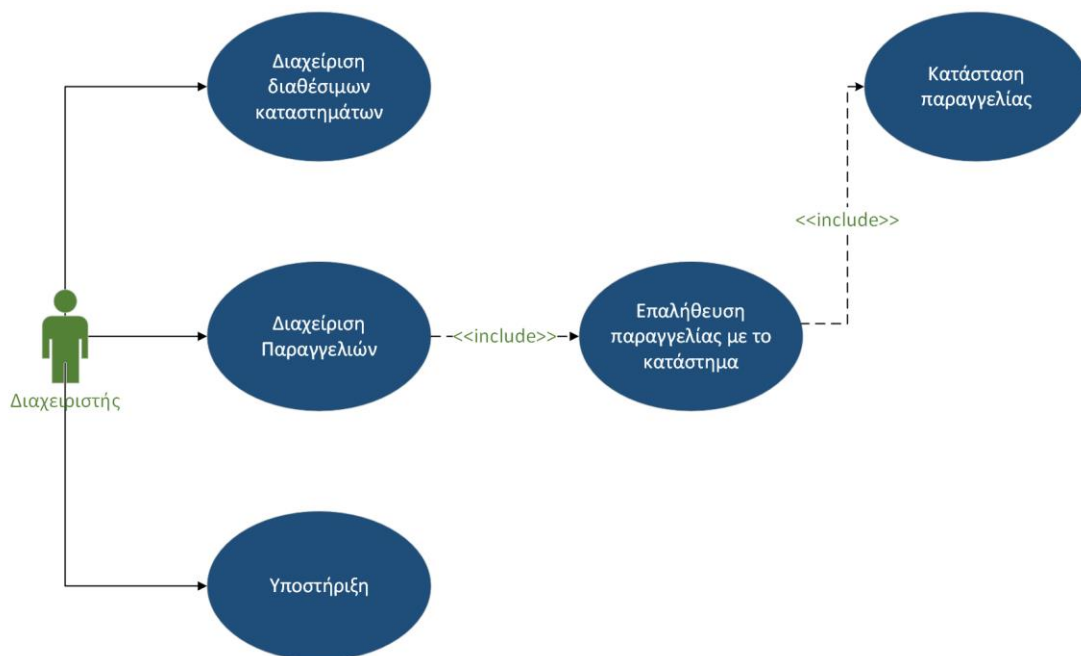 Διαχείριση
διαθέσιμων
καταστημάτων
Κατάσταση
παραγγελίας
<<include>>
Διαχείριση
Παραγγελιών
<<include>>
Επαλήθευση
παραγγελίας με το
κατάστημα
Διαχειριστής
Υποστήριξη